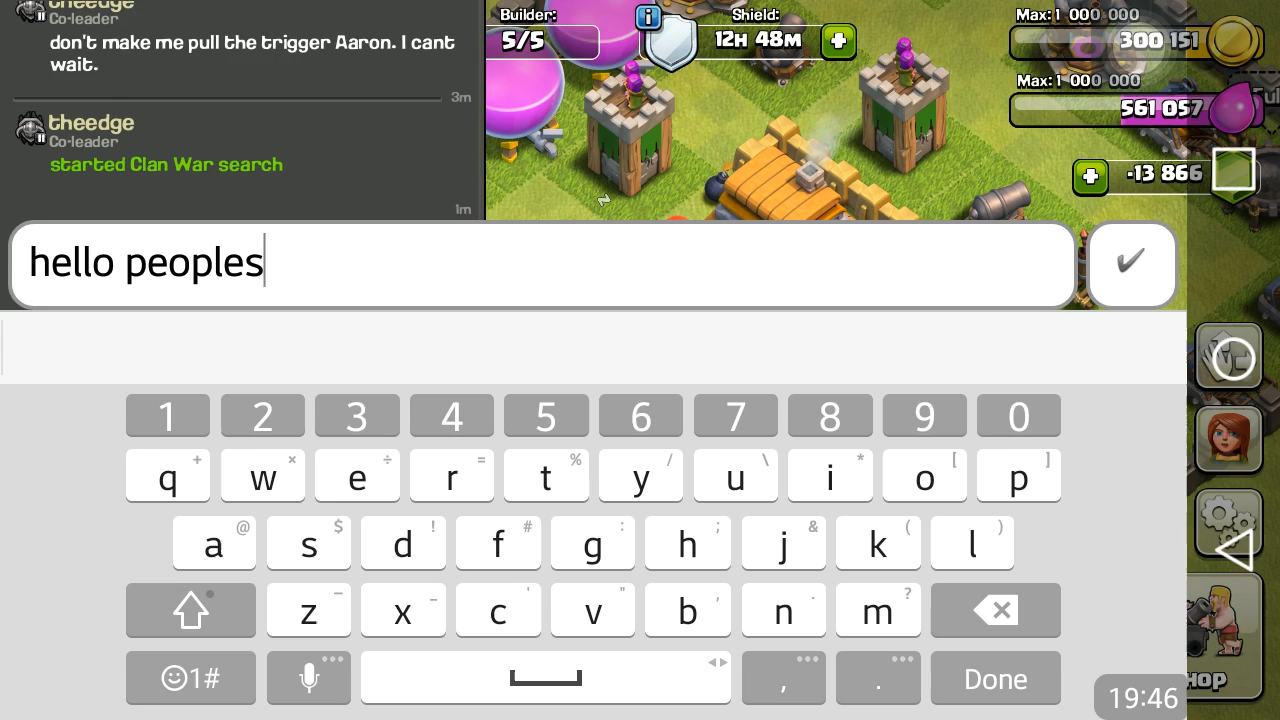 theedge
Co-leader
don't make me pull the trigger Aaron. I cant
wait.
3m
theedge
Co-leader
started Clan War search
1m
Builder:
5/5
i
Shield:
12H 48M
+
Max: 1 000 000
300 151
Max: 1 000 000
561 057
+
-13 866
hello peoples
✓
1 2 3 4 5 6 7 8 9 0
q + w × e ÷ r = t % y / u \ i * o [ p ]
a @ s $ d ! f # g : h ; j & k ( l )
z – x _ c ' v " b , n . m ?
☺1# , . Done
19:46
HOP